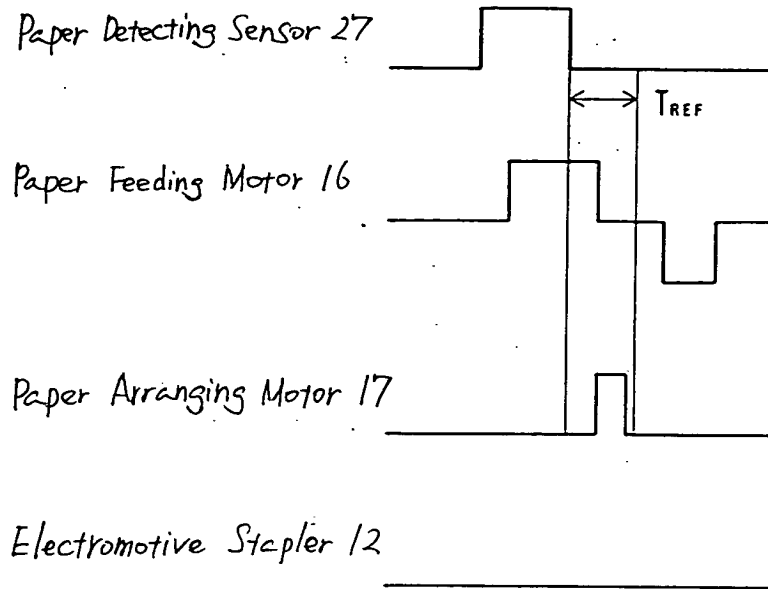 Paper Detecting Sensor 27
TREF
Paper Feeding Motor 16
Paper Arranging Motor 17
Electromotive Stapler 12